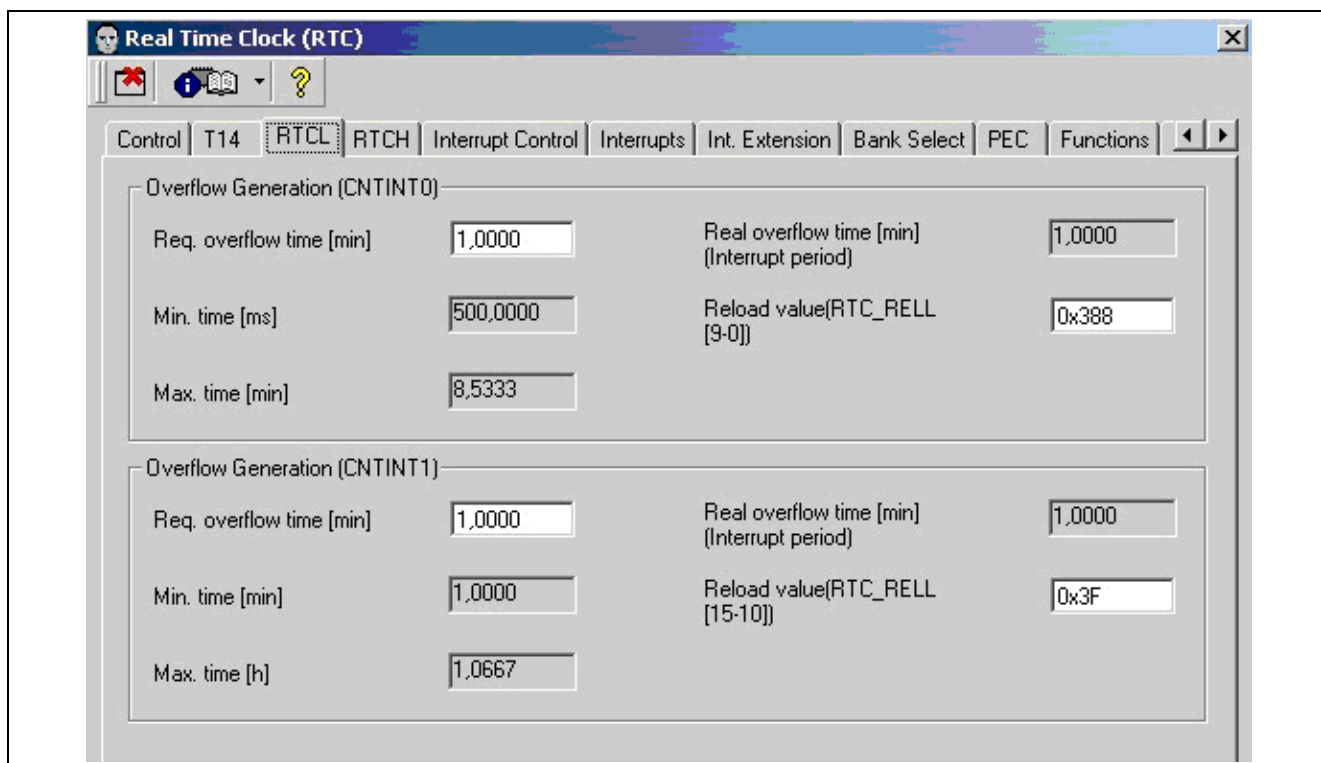 Real Time Clock (RTC)
Control T14 RTCL RTCH Interrupt Control Interrupts Int. Extension Bank Select PEC Functions
Overflow Generation (CNTINT0)
Req. overflow time [min] 1,0000 Real overflow time [min] 1,0000
(Interrupt period)
Min. time [ms] 500,0000 Reload value(RTC_RELL 0x388
[9-0])
Max. time [min] 8,5333
Overflow Generation (CNTINT1)
Req. overflow time [min] 1,0000 Real overflow time [min] 1,0000
(Interrupt period)
Min. time [min] 1,0000 Reload value(RTC_RELL 0x3F
[15-10])
Max. time [h] 1,0667